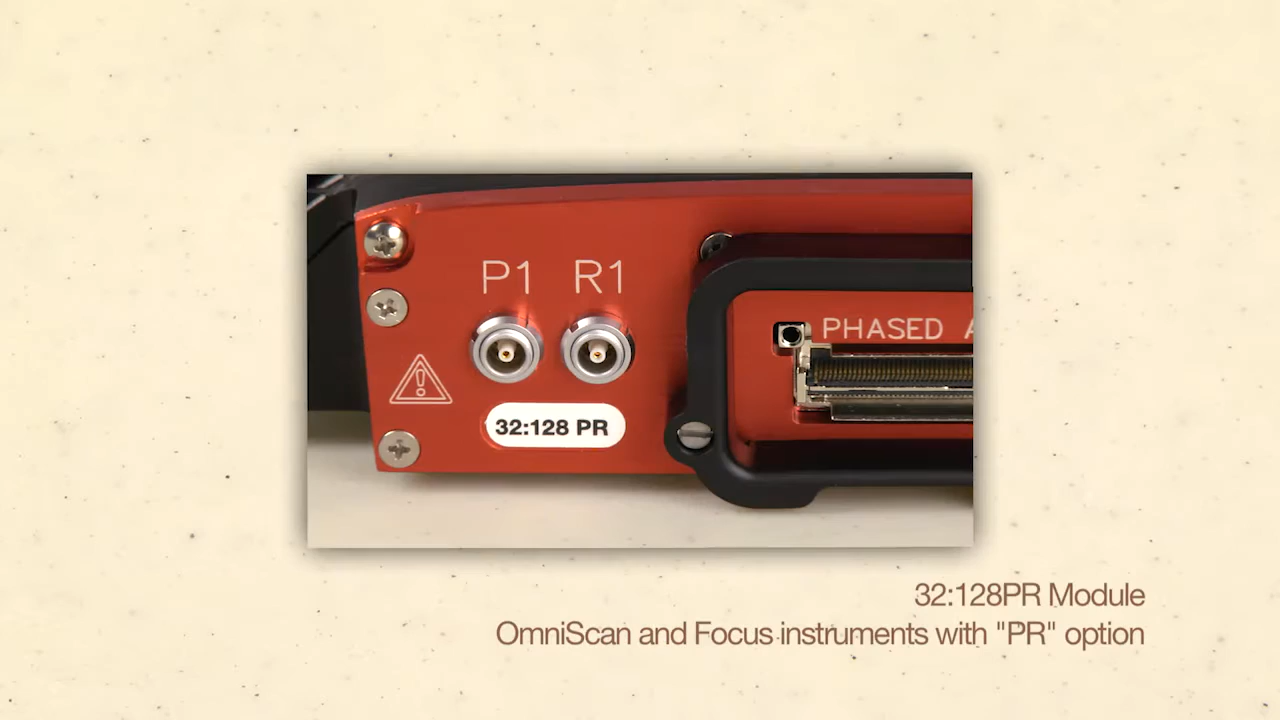 P1 R1
PHASED
32:128 PR
32:128PR Module
OmniScan and Focus instruments with "PR" option